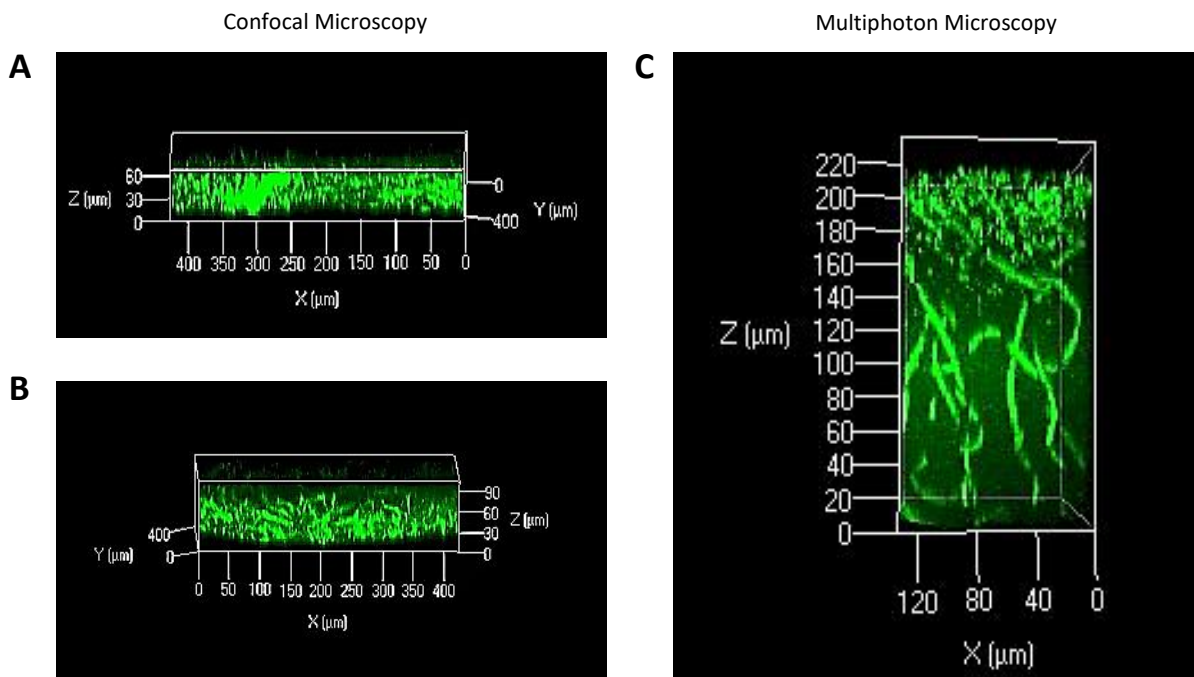 Confocal Microscopy
Multiphoton Microscopy
A
60
Z (µm)
30
0
0
Y (µm)
400
400 350 300 250 200 150 100 50 0
X (µm)
B
90
60
Z (µm)
30
0
400
Y (µm)
0
0 50 100 150 200 250 300 350 400
X (µm)
C
220
200
180
160
140
Z (µm)
120
100
80
60
40
20
0
120 80 40 0
X (µm)